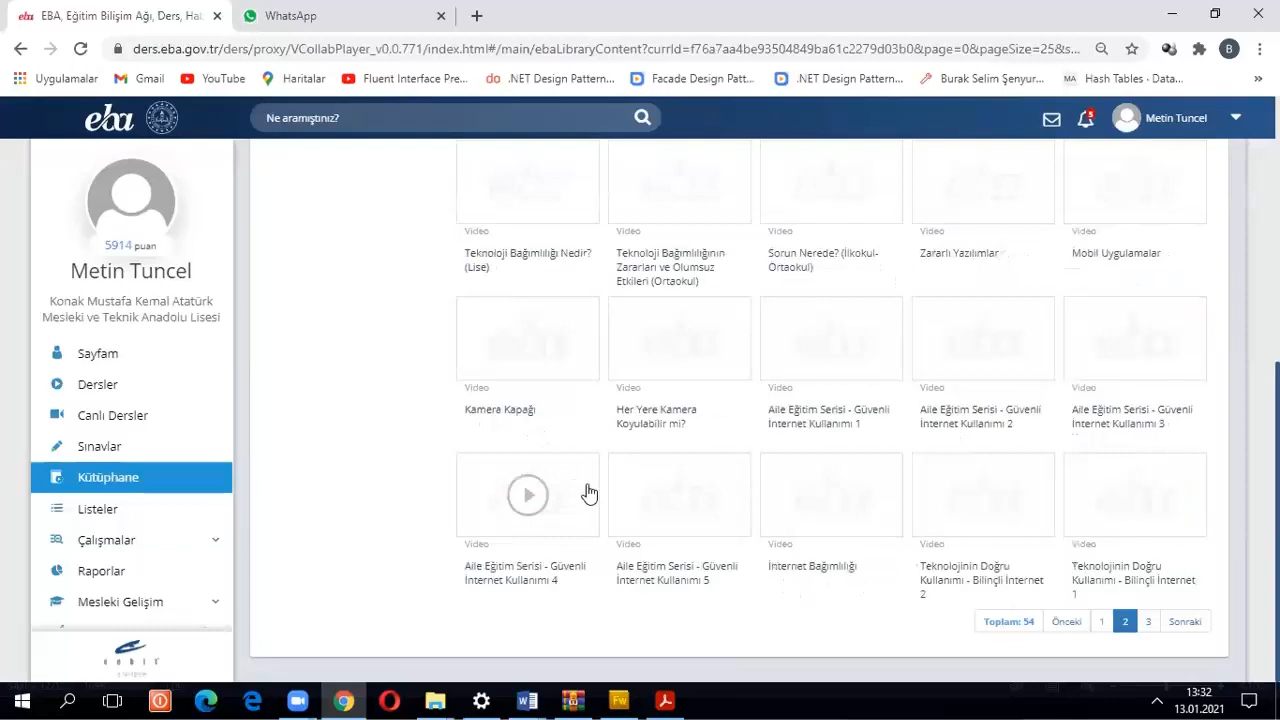 eba EBA, Eğitim Bilişim Ağı, Ders, Hal
WhatsApp
ders.eba.gov.tr/ders/proxy/VCollabPlayer_v0.0.771/index.html#/main/ebaLibraryContent?currId=f76a7aa4be93504849ba61c2279d03b0&page=0&pageSize=25&s...
B
Uygulamalar
Gmail
YouTube
Haritalar
Fluent Interface Pre...
do .NET Design Pattern...
Facade Design Patt...
.NET Design Pattern...
Burak Selim Şenyur...
MA Hash Tables - Data...
»
eba
Ne aramıştınız?
Metin Tuncel
5914 puan
Metin Tuncel
Konak Mustafa Kemal Atatürk
Mesleki ve Teknik Anadolu Lisesi
Sayfam
Dersler
Canlı Dersler
Sınavlar
Kütüphane
Listeler
Çalışmalar
Raporlar
Mesleki Gelişim
Video
Teknoloji Bağımlılığı Nedir?
(Lise)
Video
Teknoloji Bağımlılığının
Zararları ve Olumsuz
Etkileri (Ortaokul)
Video
Sorun Nerede? (İlkokul-
Ortaokul)
Video
Zararlı Yazılımlar
Video
Mobil Uygulamalar
Video
Kamera Kapağı
Video
Her Yere Kamera
Koyulabilir mi?
Video
Aile Eğitim Serisi - Güvenli
İnternet Kullanımı 1
Video
Aile Eğitim Serisi - Güvenli
İnternet Kullanımı 2
Video
Aile Eğitim Serisi - Güvenli
İnternet Kullanımı 3
Video
Aile Eğitim Serisi - Güvenli
İnternet Kullanımı 4
Video
Aile Eğitim Serisi - Güvenli
İnternet Kullanımı 5
Video
İnternet Bağımlılığı
Video
Teknolojinin Doğru
Kullanımı - Bilinçli İnternet
2
Video
Teknolojinin Doğru
Kullanımı - Bilinçli İnternet
1
Toplam: 54 Önceki 1 2 3 Sonraki
13:32
13.01.2021